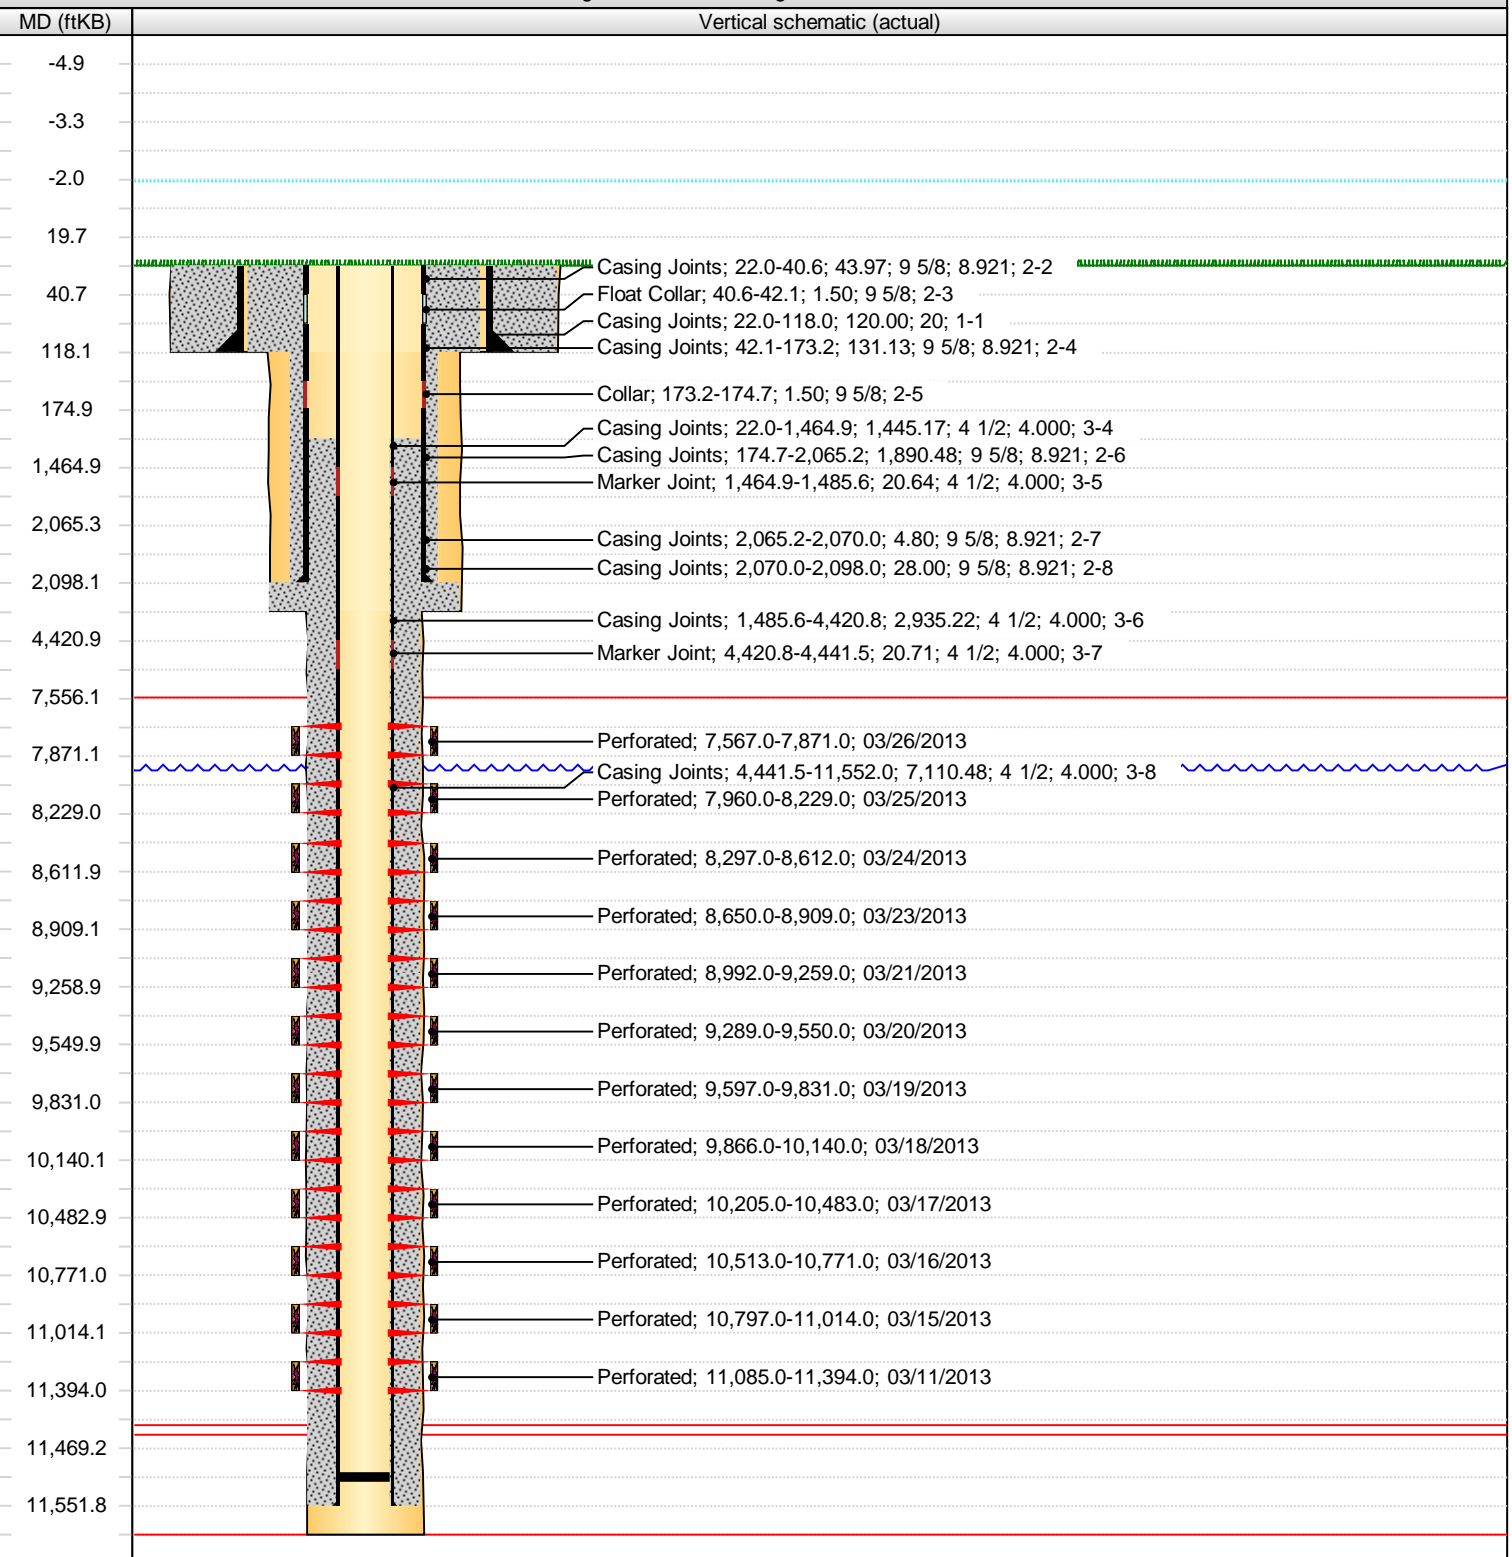 MD (ftKB)
Vertical schematic (actual)
-4.9
-3.3
-2.0
19.7
Casing Joints; 22.0-40.6; 43.97; 9 5/8; 8.921; 2-2
40.7
Float Collar; 40.6-42.1; 1.50; 9 5/8; 2-3
Casing Joints; 22.0-118.0; 120.00; 20; 1-1
118.1
Casing Joints; 42.1-173.2; 131.13; 9 5/8; 8.921; 2-4
Collar; 173.2-174.7; 1.50; 9 5/8; 2-5
174.9
Casing Joints; 22.0-1,464.9; 1,445.17; 4 1/2; 4.000; 3-4
Casing Joints; 174.7-2,065.2; 1,890.48; 9 5/8; 8.921; 2-6
1,464.9
Marker Joint; 1,464.9-1,485.6; 20.64; 4 1/2; 4.000; 3-5
2,065.3
Casing Joints; 2,065.2-2,070.0; 4.80; 9 5/8; 8.921; 2-7
Casing Joints; 2,070.0-2,098.0; 28.00; 9 5/8; 8.921; 2-8
2,098.1
Casing Joints; 1,485.6-4,420.8; 2,935.22; 4 1/2; 4.000; 3-6
4,420.9
Marker Joint; 4,420.8-4,441.5; 20.71; 4 1/2; 4.000; 3-7
7,556.1
Perforated; 7,567.0-7,871.0; 03/26/2013
7,871.1
Casing Joints; 4,441.5-11,552.0; 7,110.48; 4 1/2; 4.000; 3-8
Perforated; 7,960.0-8,229.0; 03/25/2013
8,229.0
Perforated; 8,297.0-8,612.0; 03/24/2013
8,611.9
Perforated; 8,650.0-8,909.0; 03/23/2013
8,909.1
Perforated; 8,992.0-9,259.0; 03/21/2013
9,258.9
Perforated; 9,289.0-9,550.0; 03/20/2013
9,549.9
Perforated; 9,597.0-9,831.0; 03/19/2013
9,831.0
Perforated; 9,866.0-10,140.0; 03/18/2013
10,140.1
Perforated; 10,205.0-10,483.0; 03/17/2013
10,482.9
Perforated; 10,513.0-10,771.0; 03/16/2013
10,771.0
Perforated; 10,797.0-11,014.0; 03/15/2013
11,014.1
Perforated; 11,085.0-11,394.0; 03/11/2013
11,394.0
11,469.2
11,551.8